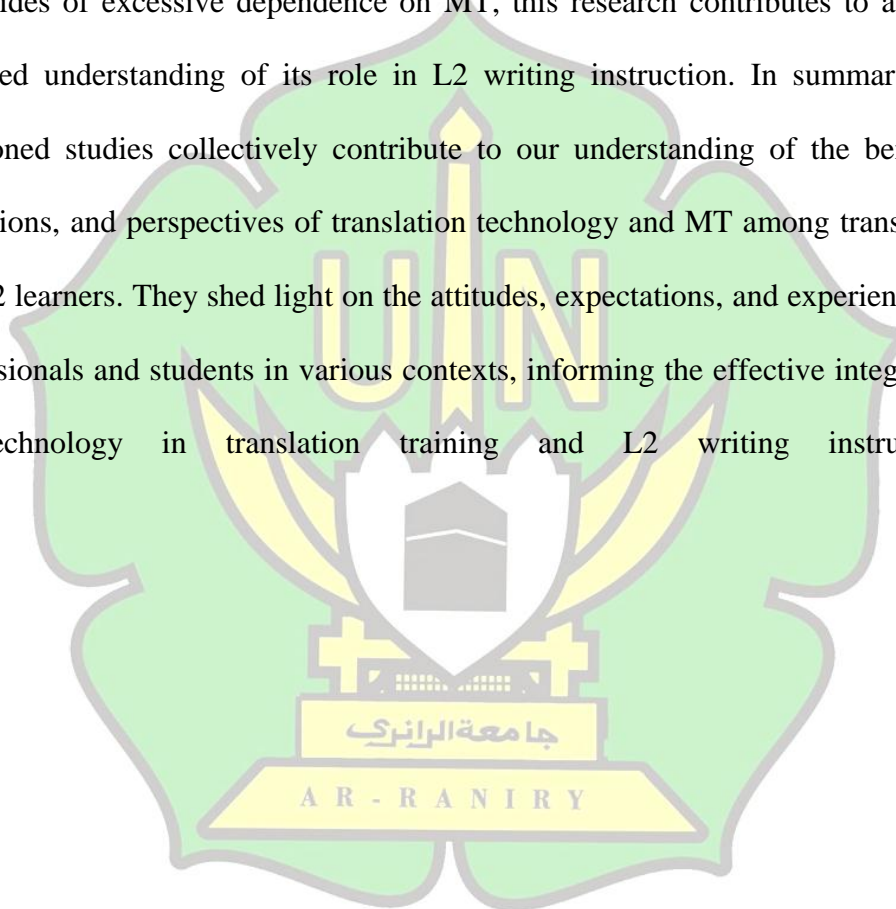 ides of excessive dependence on MT, this research contributes to a
ed understanding of its role in L2 writing instruction. In summar
oned studies collectively contribute to our understanding of the be
ions, and perspectives of translation technology and MT among trans
2 learners. They shed light on the attitudes, expectations, and experien
sionals and students in various contexts, informing the effective integ
echnology in translation training and L2 writing instru
UIN
جامعة الرانري
AR-RANIRY